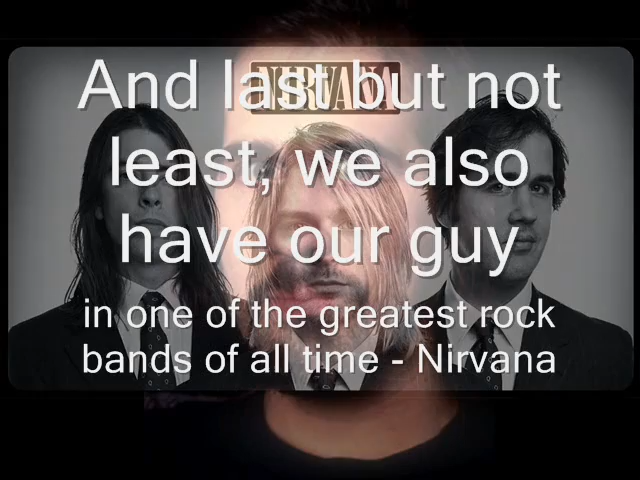 NIRVANA
And last but not
least, we also
have our guy
in one of the greatest rock
bands of all time - Nirvana